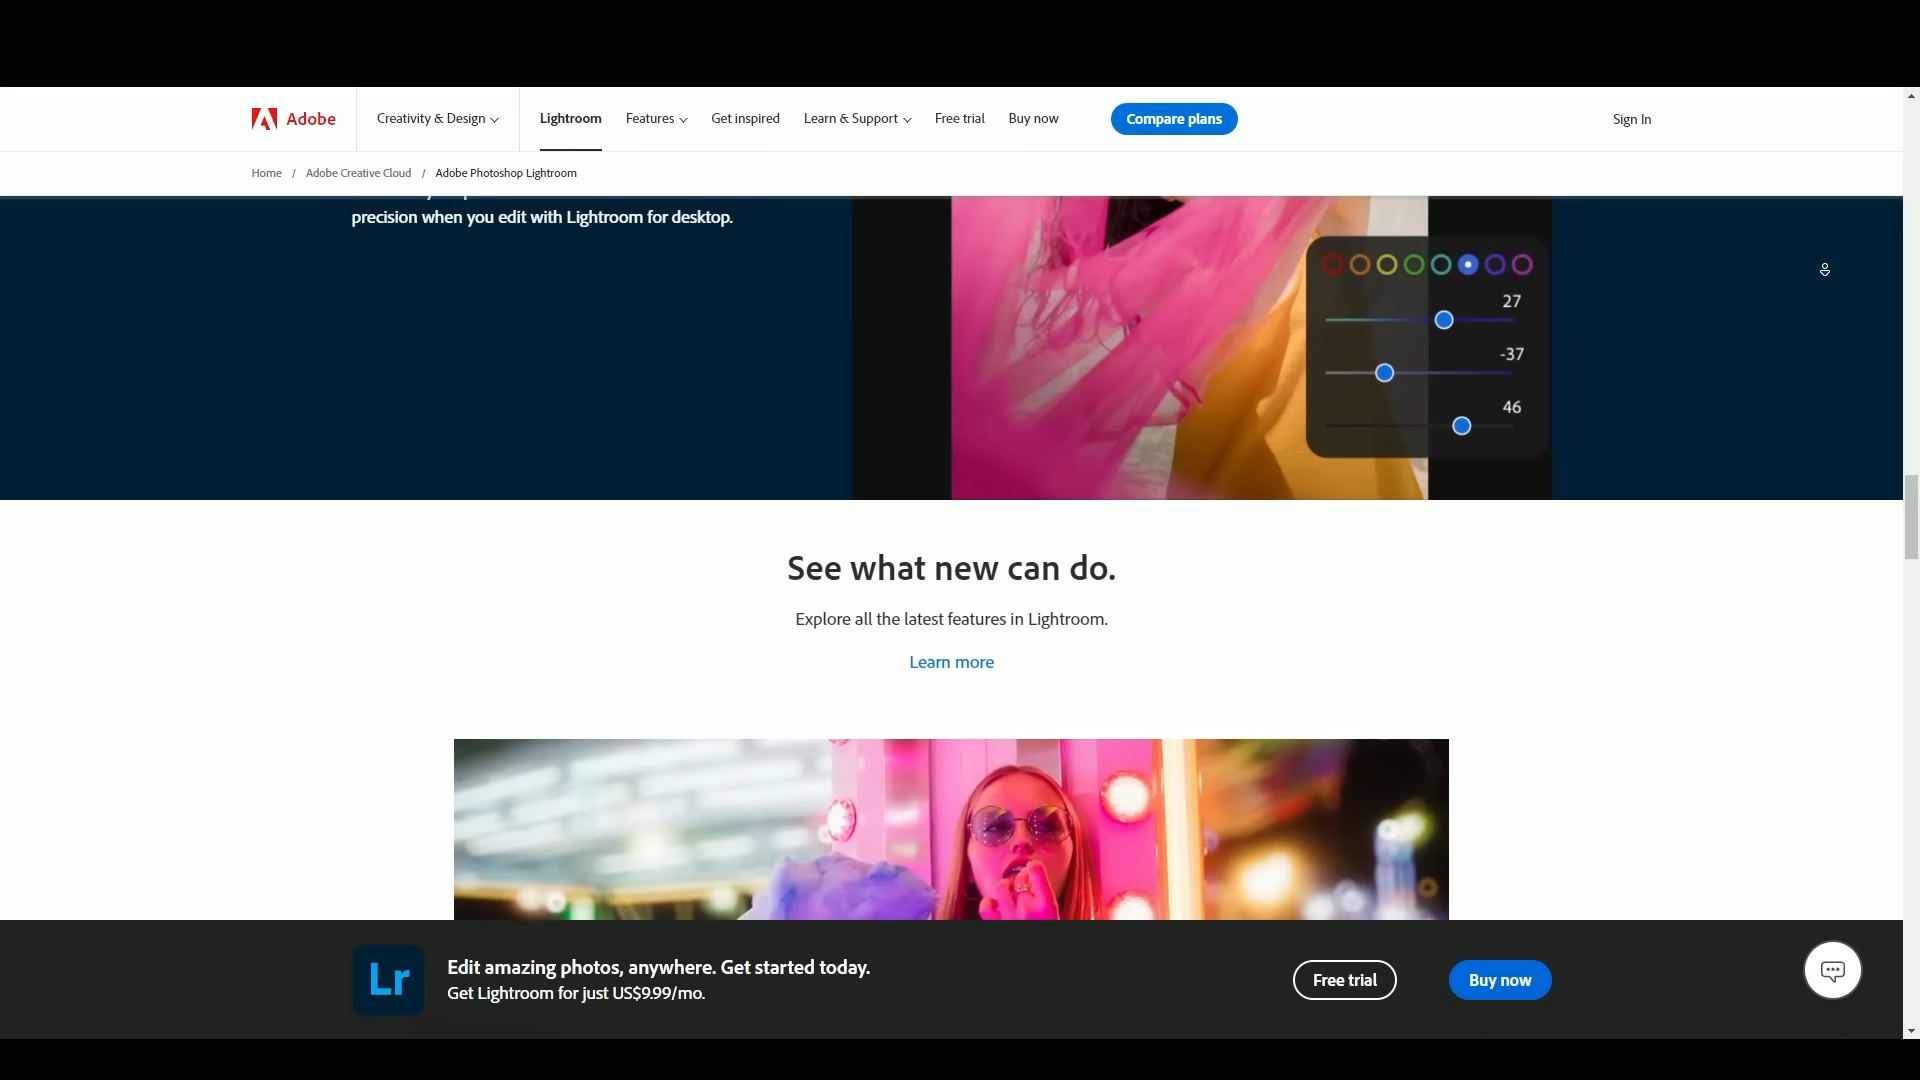 Adobe
Creativity & Design
Lightroom
Features
Get inspired
Learn & Support
Free trial
Buy now
Compare plans
Sign In
Home / Adobe Creative Cloud / Adobe Photoshop Lightroom
precision when you edit with Lightroom for desktop.
27
-37
46
See what new can do.
Explore all the latest features in Lightroom.
Learn more
Lr
Edit amazing photos, anywhere. Get started today.
Get Lightroom for just US$9.99/mo.
Free trial
Buy now